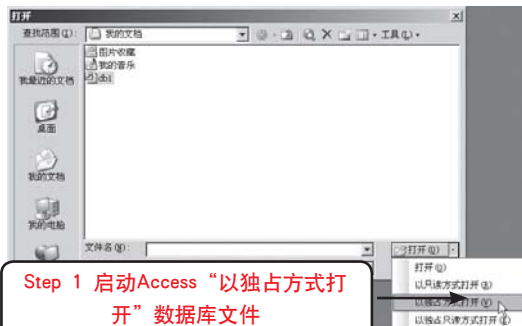 打开
查找范围(I):
我的文档
工具(L)
图片收藏
我的音乐
db1
我最近的文档
桌面
我的文档
我的电脑
文件名(N):
打开(O)
打开(O)
以只读方式打开(R)
以独占方式打开(V)
以独占只读方式打开(E)
Step 1 启动Access“以独占方式打
开”数据库文件